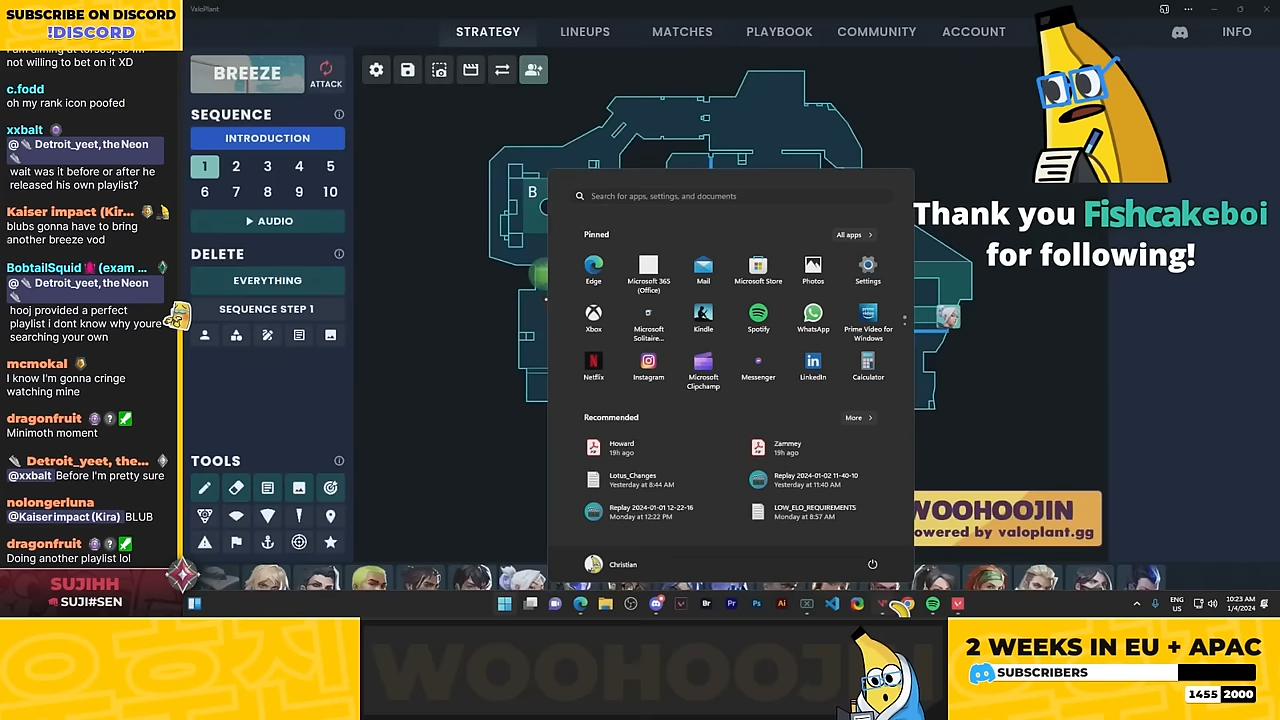 SUBSCRIBE ON DISCORD
!DISCORD
not willing to bet on it XD
c.fodd
oh my rank icon poofed
xxbalt
@ Detroit_yeet, the Neon
wait was it before or after he
released his own playlist?
Kaiser impact (Kir...
blubs gonna have to bring
another breeze vod
BobtailSquid (exam ...
@ Detroit_yeet, the Neon
hooj provided a perfect
playlist i dont know why youre
searching your own
mcmokal
I know I'm gonna cringe
watching mine
dragonfruit
Minimoth moment
Detroit_yeet, the...
@xxbalt Before I'm pretty sure
nolongerluna
@Kaiser impact (Kira) BLUB
dragonfruit
Doing another playlist lol
SUJIHH
SUJI#SEN
ValoPlant
STRATEGY
LINEUPS
MATCHES
PLAYBOOK
COMMUNITY
ACCOUNT
INFO
BREEZE
ATTACK
SEQUENCE
INTRODUCTION
1 2 3 4 5
6 7 8 9 10
AUDIO
DELETE
EVERYTHING
SEQUENCE STEP 1
TOOLS
B
Search for apps, settings, and documents
Pinned
All apps >
Edge
Microsoft 365
(Office)
Mail
Microsoft Store
Photos
Settings
Xbox
Microsoft
Solitaire...
Kindle
Spotify
WhatsApp
Prime Video for
Windows
Netflix
Instagram
Microsoft
Clipchamp
Messenger
LinkedIn
Calculator
Recommended
More >
Howard
19h ago
Zammey
19h ago
Lotus_Changes
Yesterday at 8:44 AM
Replay 2024-01-02 11-40-10
Yesterday at 11:40 AM
Replay 2024-01-01 12-22-16
Monday at 12:22 PM
LOW_ELO_REQUIREMENTS
Monday at 8:57 AM
Christian
Thank you Fishcakeboi
for following!
WOOHOOJIN
owered by valoplant.gg
Br
Pr
Ps
Ai
ENG
US
10:23 AM
1/4/2024
우후진
WOOHOOJIN
2 WEEKS IN EU + APAC
SUBSCRIBERS
1455 2000